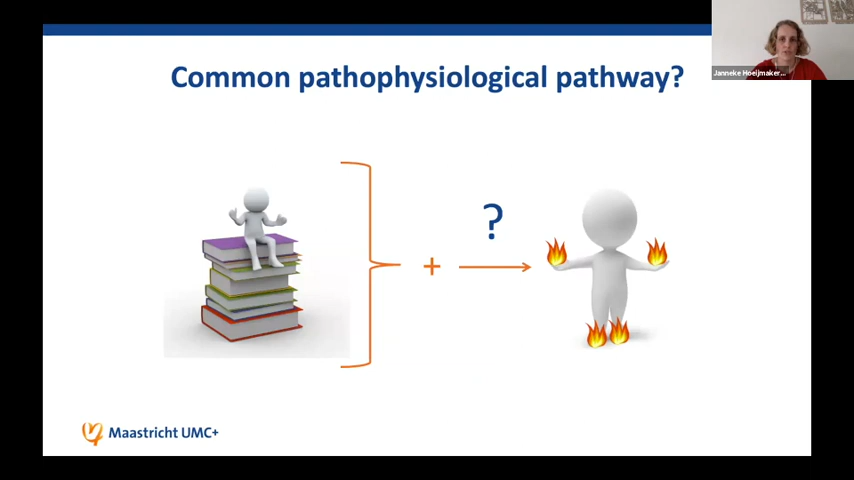 Common pathophysiological pathway?
Janneke Hoeijmaker...
?
+
Maastricht UMC+